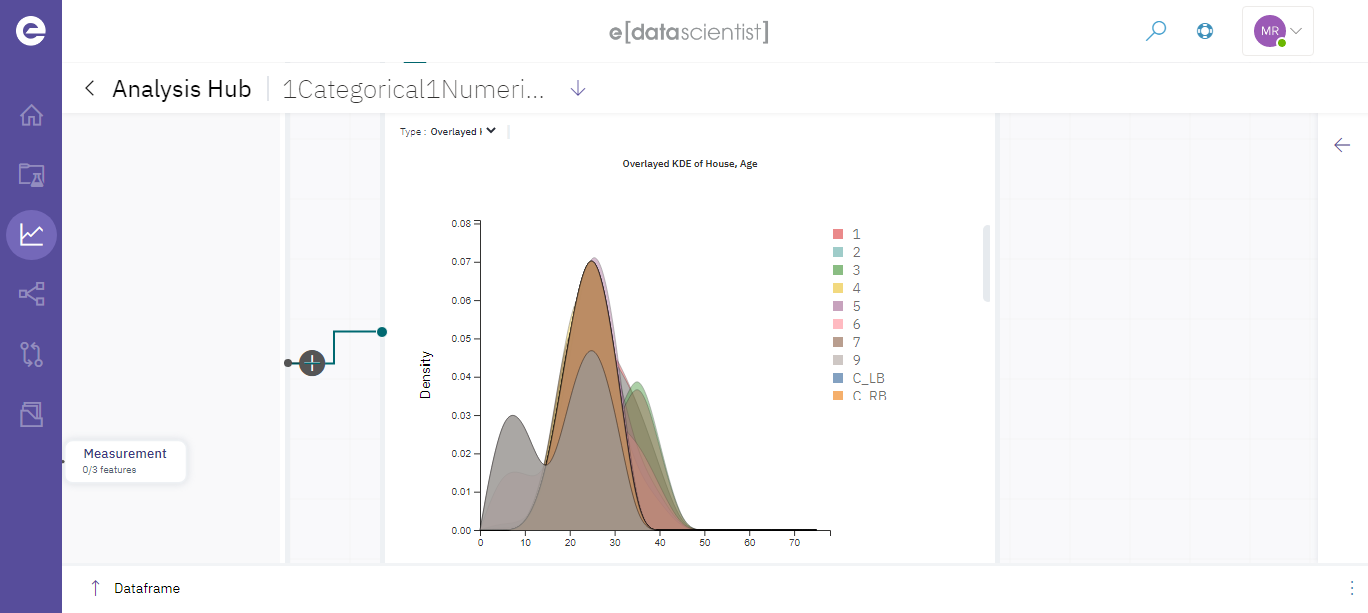 e[datascientist]
MR
Analysis Hub
1Categorical1Numeri...
Type : Overlayed
Overlayed KDE of House, Age
Density
0.08
0.07
0.06
0.05
0.04
0.03
0.02
0.01
0.00
0 10 20 30 40 50 60 70
1
2
3
4
5
6
7
9
C_LB
C_RB
Measurement
0/3 features
Dataframe